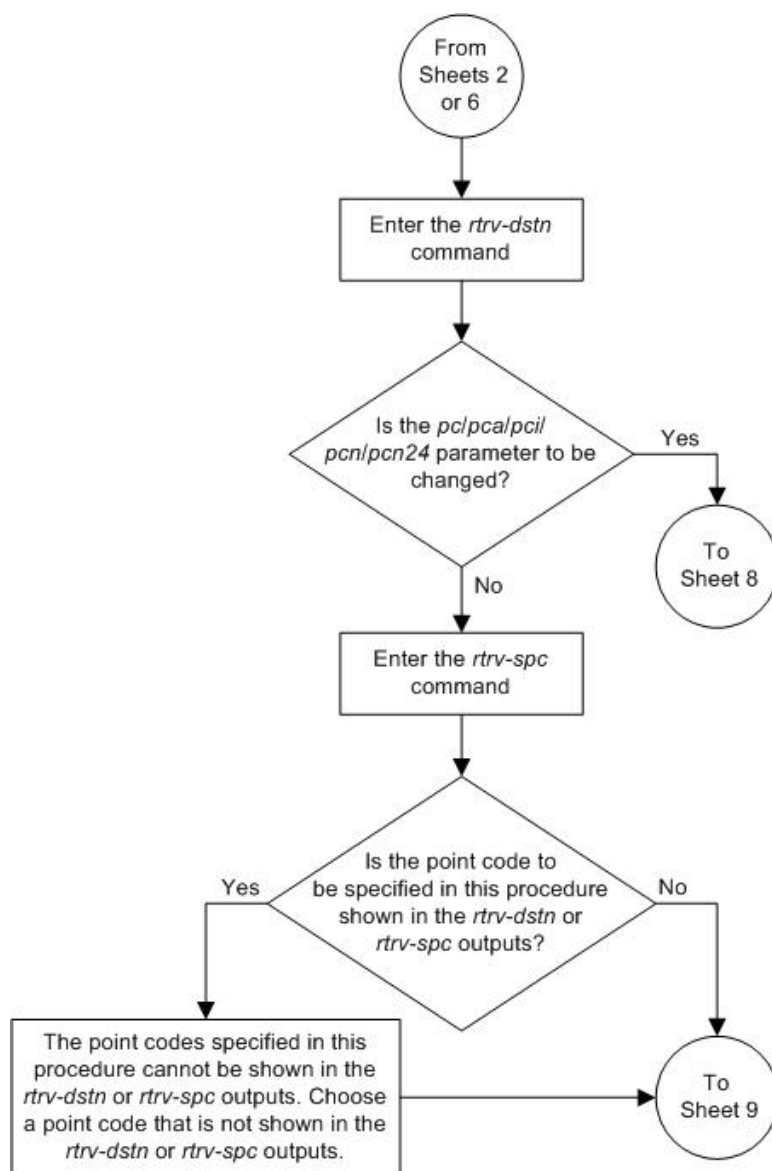 From
Sheets 2
or 6
Enter the rtrv-dstn
command
Is the pc/pca/pci/
pcn/pcn24 parameter to be
changed?
Yes
To
Sheet 8
No
Enter the rtrv-spc
command
Is the point code to
be specified in this procedure
shown in the rtrv-dstn or
rtrv-spc outputs?
Yes
No
The point codes specified in this
procedure cannot be shown in the
rtrv-dstn or rtrv-spc outputs. Choose
a point code that is not shown in the
rtrv-dstn or rtrv-spc outputs.
To
Sheet 9